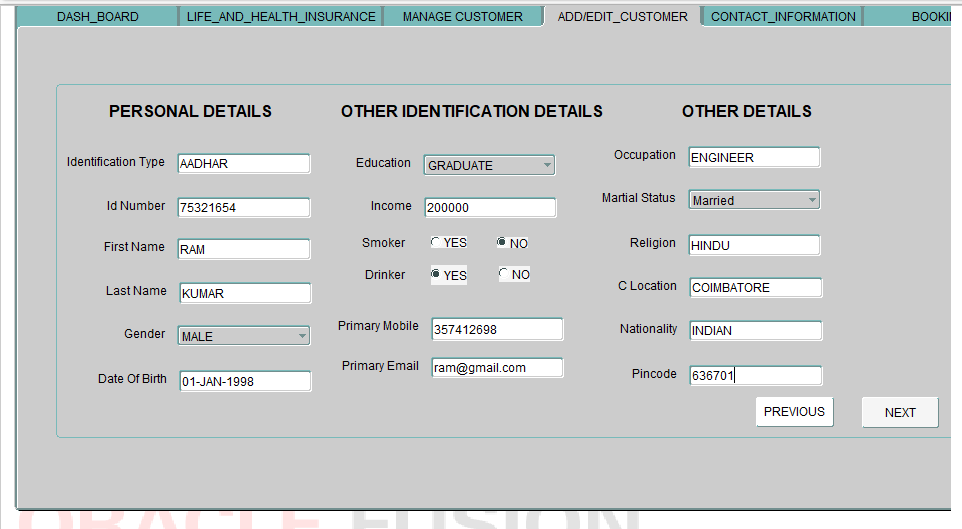 DASH_BOARD LIFE_AND_HEALTH_INSURANCE MANAGE CUSTOMER ADD/EDIT_CUSTOMER CONTACT_INFORMATION
PERSONAL DETAILS OTHER IDENTIFICATION DETAILS OTHER DETAILS
Identification Type AADHAR Education GRADUATE Occupation ENGINEER
Id Number 75321654 Income 200000 Martial Status Married
First Name RAM Smoker YES NO Religion HINDU
Last Name KUMAR Drinker YES NO C Location COIMBATORE
Gender MALE Primary Mobile 357412698 Nationality INDIAN
Date Of Birth 01-JAN-1998 Primary Email ram@gmail.com Pincode 636701
PREVIOUS NEXT
ORACLE FUSION